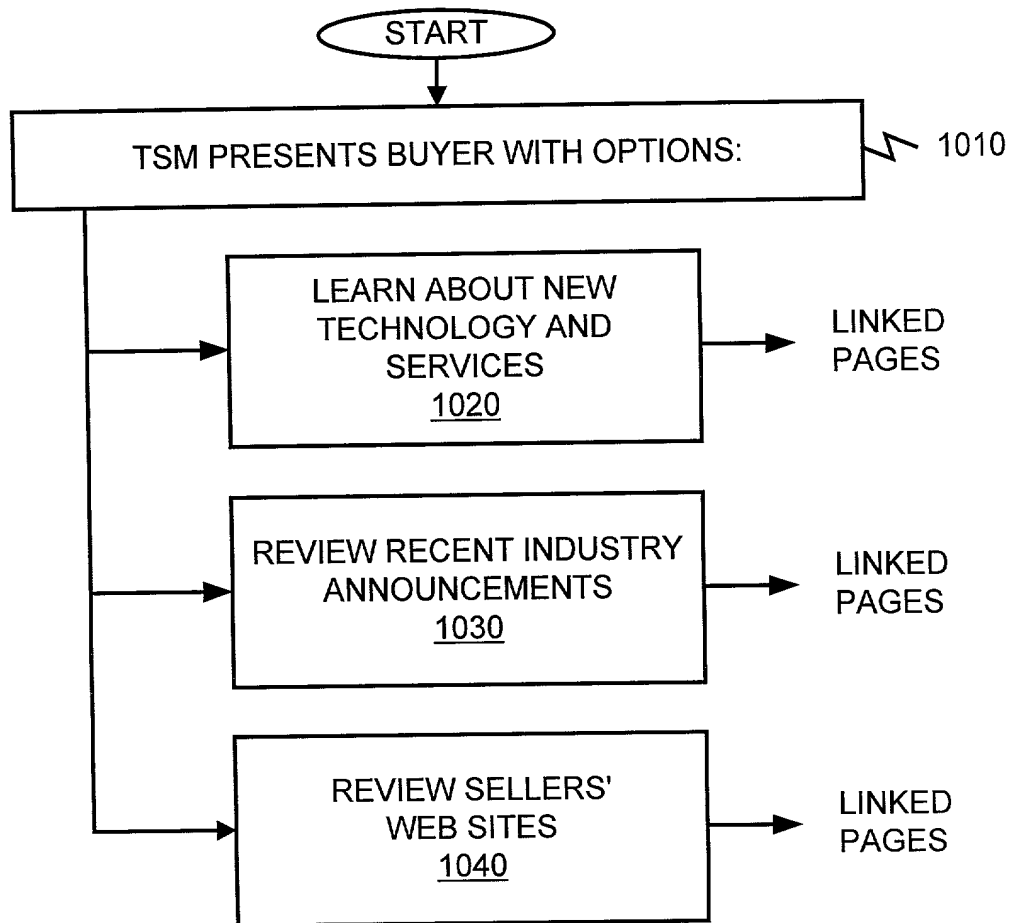 START
TSM PRESENTS BUYER WITH OPTIONS:
1010
LEARN ABOUT NEW
TECHNOLOGY AND
SERVICES
1020
LINKED
PAGES
REVIEW RECENT INDUSTRY
ANNOUNCEMENTS
1030
LINKED
PAGES
REVIEW SELLERS'
WEB SITES
1040
LINKED
PAGES